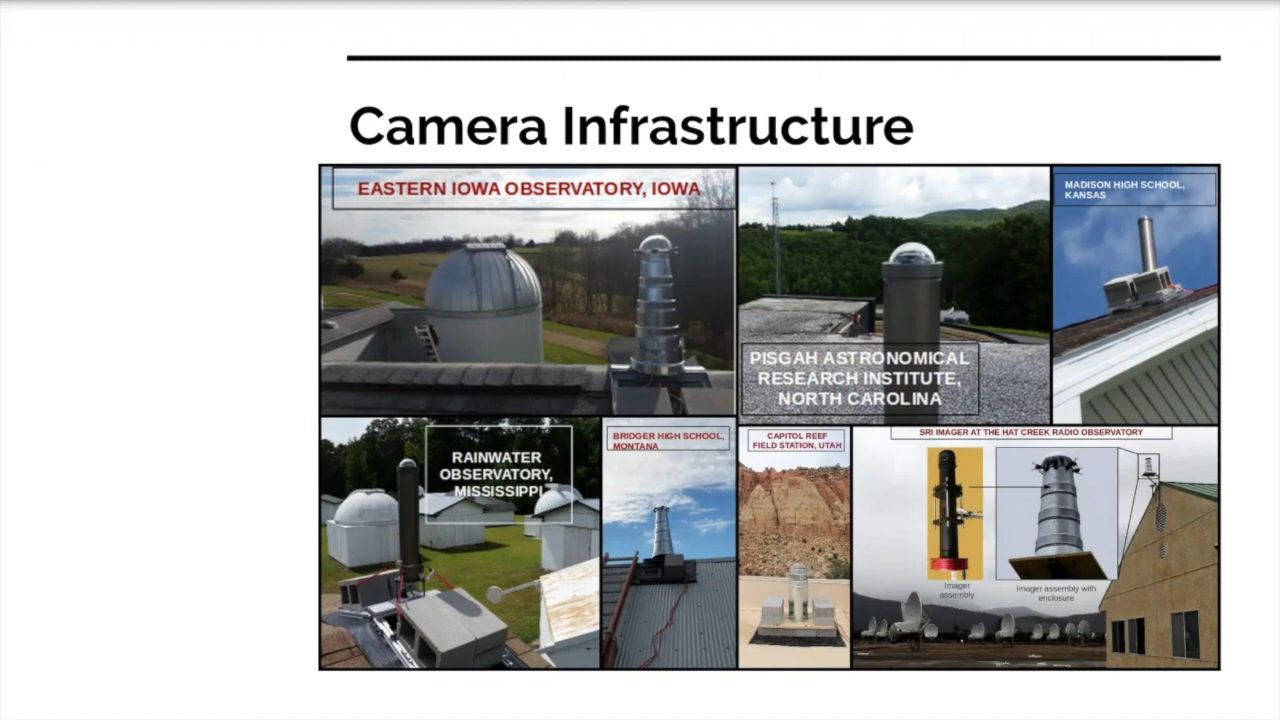 Camera Infrastructure
EASTERN IOWA OBSERVATORY, IOWA
PISGAH ASTRONOMICAL
RESEARCH INSTITUTE,
NORTH CAROLINA
MADISON HIGH SCHOOL,
KANSAS
RAINWATER
OBSERVATORY,
MISSISSIPPI
BRIDGER HIGH SCHOOL,
MONTANA
CAPITOL REEF
FIELD STATION, UTAH
SRI IMAGER AT THE HAT CREEK RADIO OBSERVATORY
Imager
assembly
Imager assembly with
enclosure